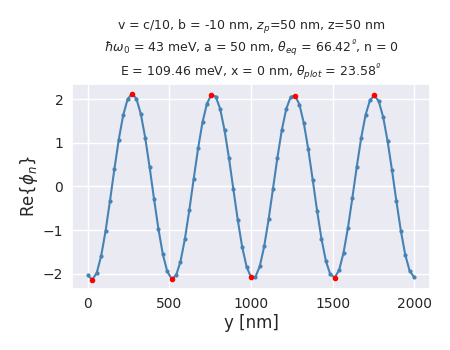 v = c/10, b = -10 nm, z_p=50 nm, z=50 nm
ħω₀ = 43 meV, a = 50 nm, θ_eq = 66.42°, n = 0
E = 109.46 meV, x = 0 nm, θ_plot = 23.58°
2
1
0
−1
−2
Re{ϕ_n}
0 500 1000 1500 2000
y [nm]